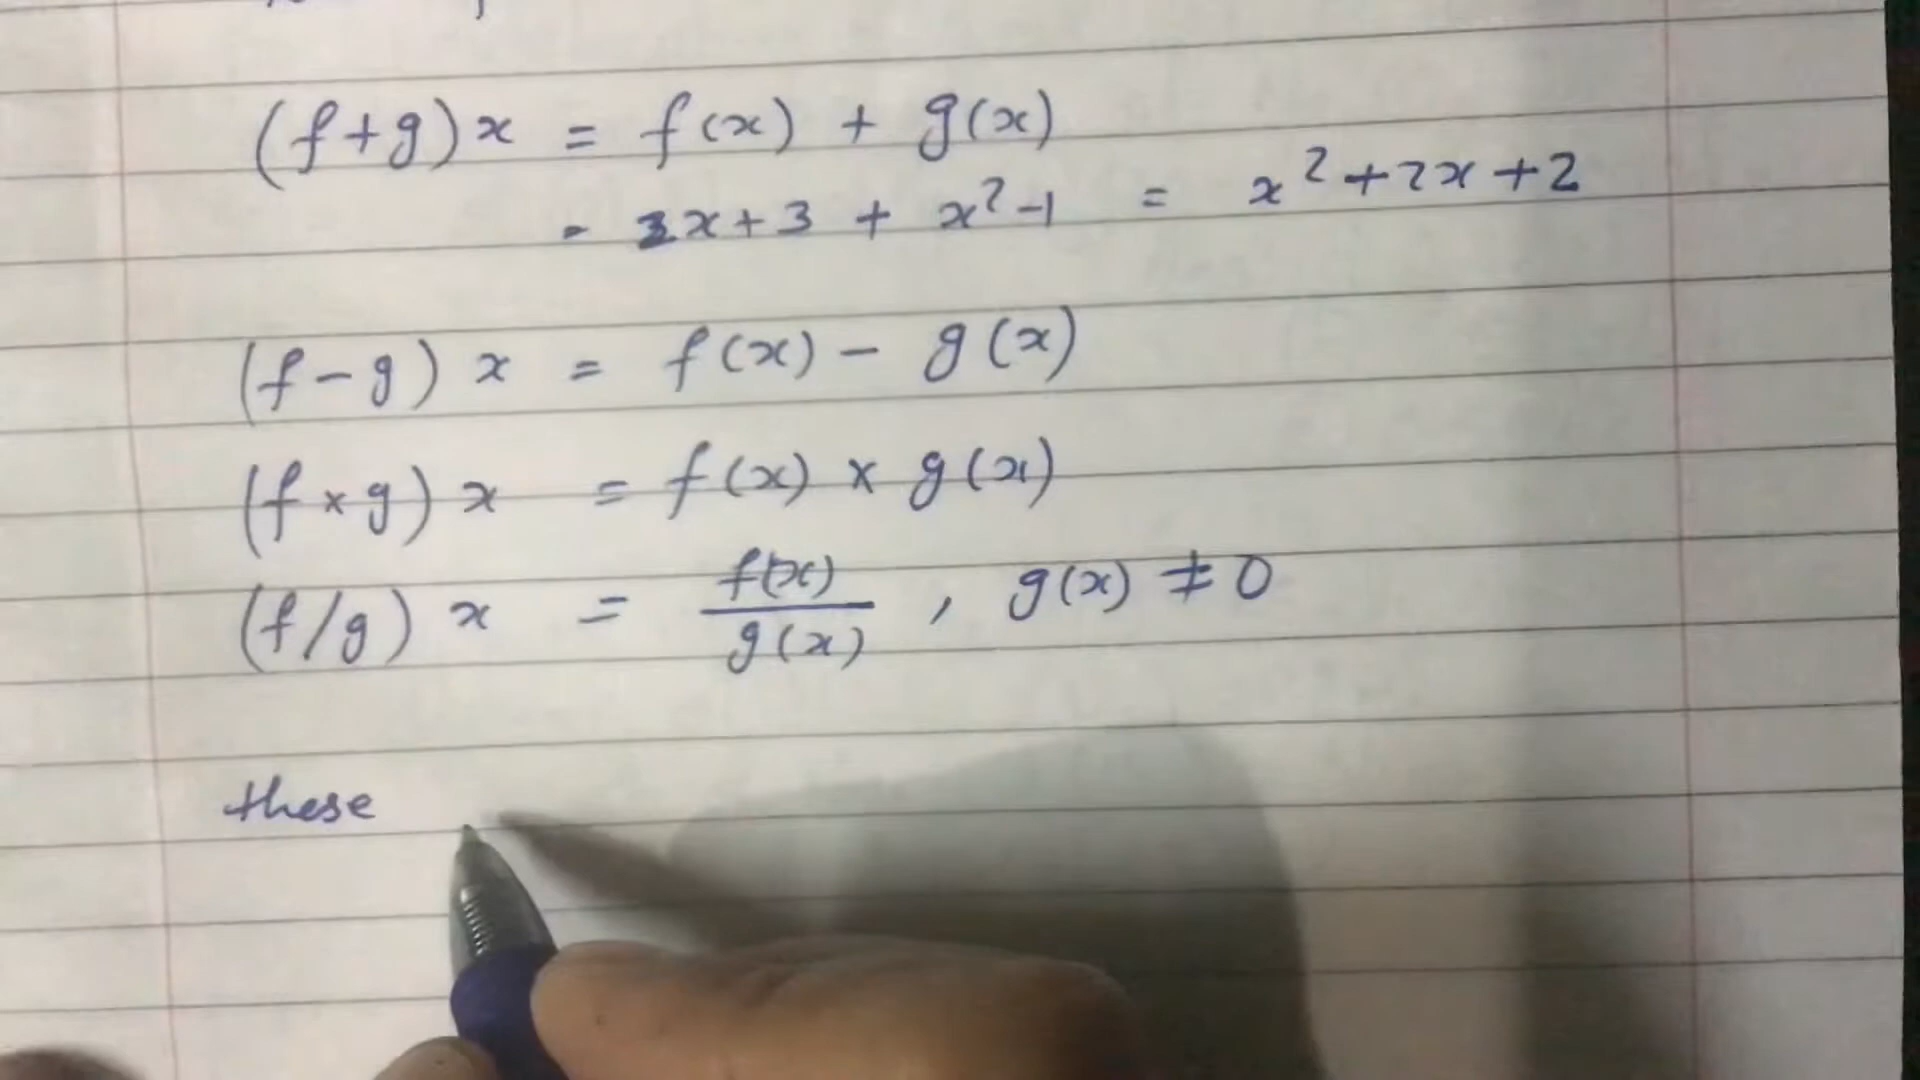 (f+g)x = f(x) + g(x)
= 2x+3 + x²-1 = x²+2x+2
(f-g) x = f(x) - g(x)
(f×g) x = f(x) × g(x)
(f/g) x = f(x)/g(x) , g(x) ≠ 0
these